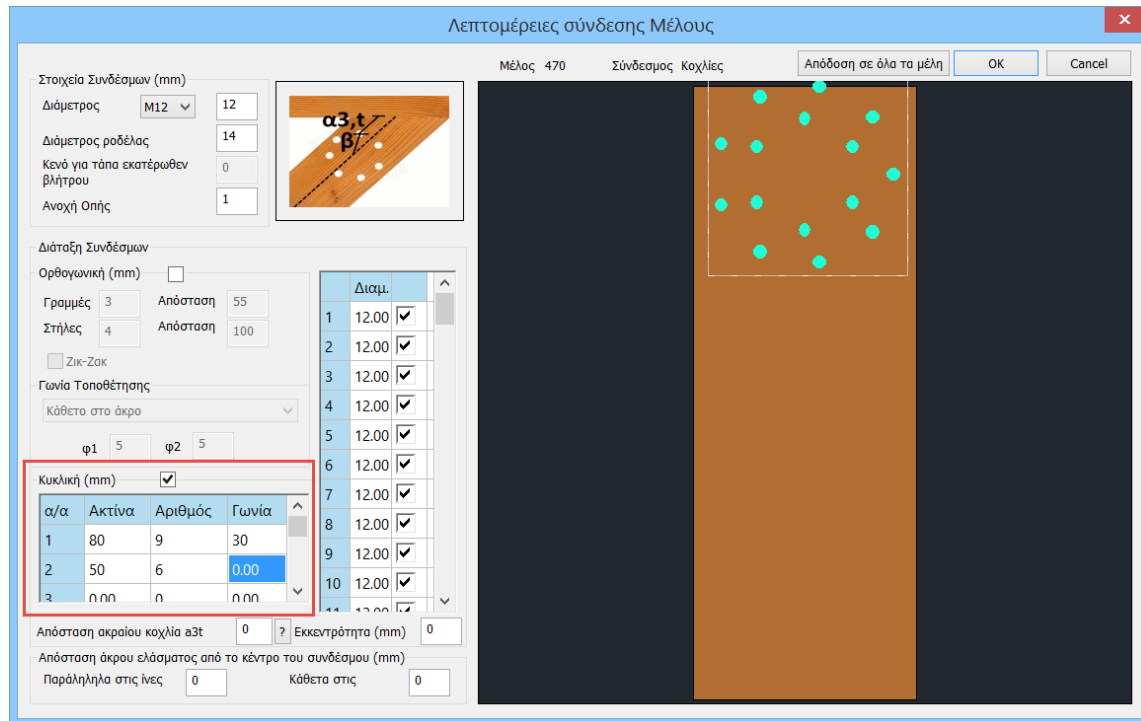 Λεπτομέρειες σύνδεσης Μέλους
x
Μέλος 470 Σύνδεσμος Κοχλίες Απόδοση σε όλα τα μέλη OK Cancel
Στοιχεία Συνδέσμων (mm)
Διάμετρος M12 12
Διάμετρος ροδέλας 14
Κενό για τάπα εκατέρωθεν
βλήτρου 0
Ανοχή Οπής 1
α3,t
β
Διάταξη Συνδέσμων
Ορθογωνική (mm)
Γραμμές 3 Απόσταση 55
Στήλες 4 Απόσταση 100
Ζικ-Ζακ
Γωνία Τοποθέτησης
Κάθετο στο άκρο
φ1 5 φ2 5
Κυκλική (mm)
α/α Ακτίνα Αριθμός Γωνία
1 80 9 30
2 50 6 0.00
3 0.00 0 0.00
Διαμ.
1 12.00
2 12.00
3 12.00
4 12.00
5 12.00
6 12.00
7 12.00
8 12.00
9 12.00
10 12.00
11 12.00
Απόσταση ακραίου κοχλία a3t 0 ? Εκκεντρότητα (mm) 0
Απόσταση άκρου ελάσματος από το κέντρο του συνδέσμου (mm)
Παράληληλα στις ίνες 0 Κάθετα στις 0